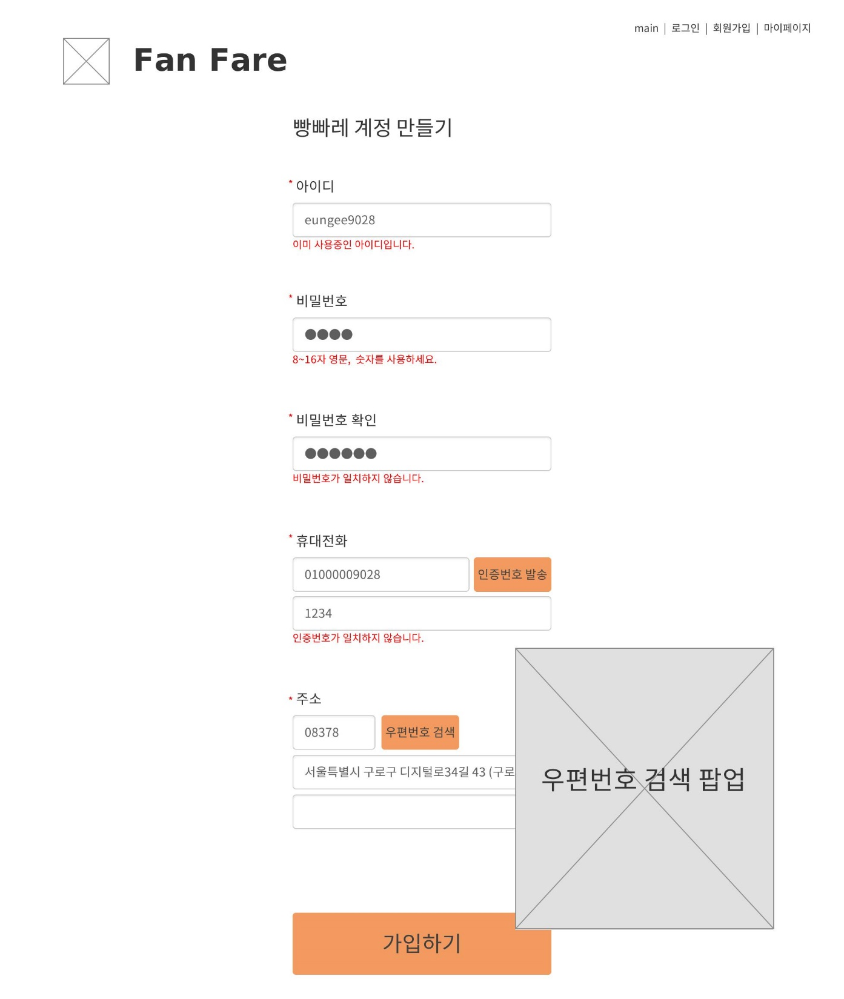 main | 로그인 | 회원가입 | 마이페이지
Fan Fare
빵빠레 계정 만들기
* 아이디
eungee9028
이미 사용중인 아이디입니다.
* 비밀번호
●●●●
8~16자 영문, 숫자를 사용하세요.
* 비밀번호 확인
●●●●●●
비밀번호가 일치하지 않습니다.
* 휴대전화
01000009028 인증번호 발송
1234
인증번호가 일치하지 않습니다.
* 주소
08378 우편번호 검색
서울특별시 구로구 디지털로34길 43 (구로
우편번호 검색 팝업
가입하기